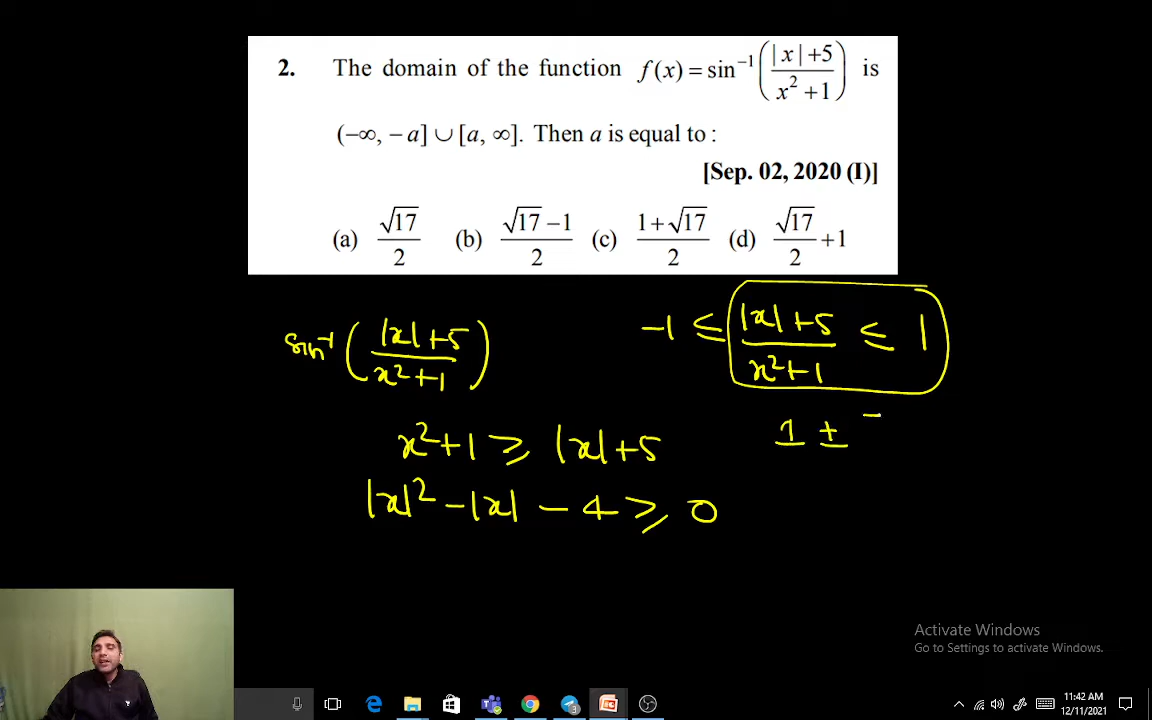 2. The domain of the function f(x) = sin⁻¹((|x|+5)/(x²+1)) is
(−∞, −a] ∪ [a, ∞]. Then a is equal to :
[Sep. 02, 2020 (I)]
(a) √17/2 (b) (√17−1)/2 (c) (1+√17)/2 (d) √17/2 +1
sin⁻¹((|x|+5)/(x²+1)) −1 ≤ (|x|+5)/(x²+1) ≤ 1
x²+1 ≥ |x|+5 1 ±
|x|² −|x| − 4 ≥ 0
Activate Windows
Go to Settings to activate Windows.
11:42 AM
12/11/2021